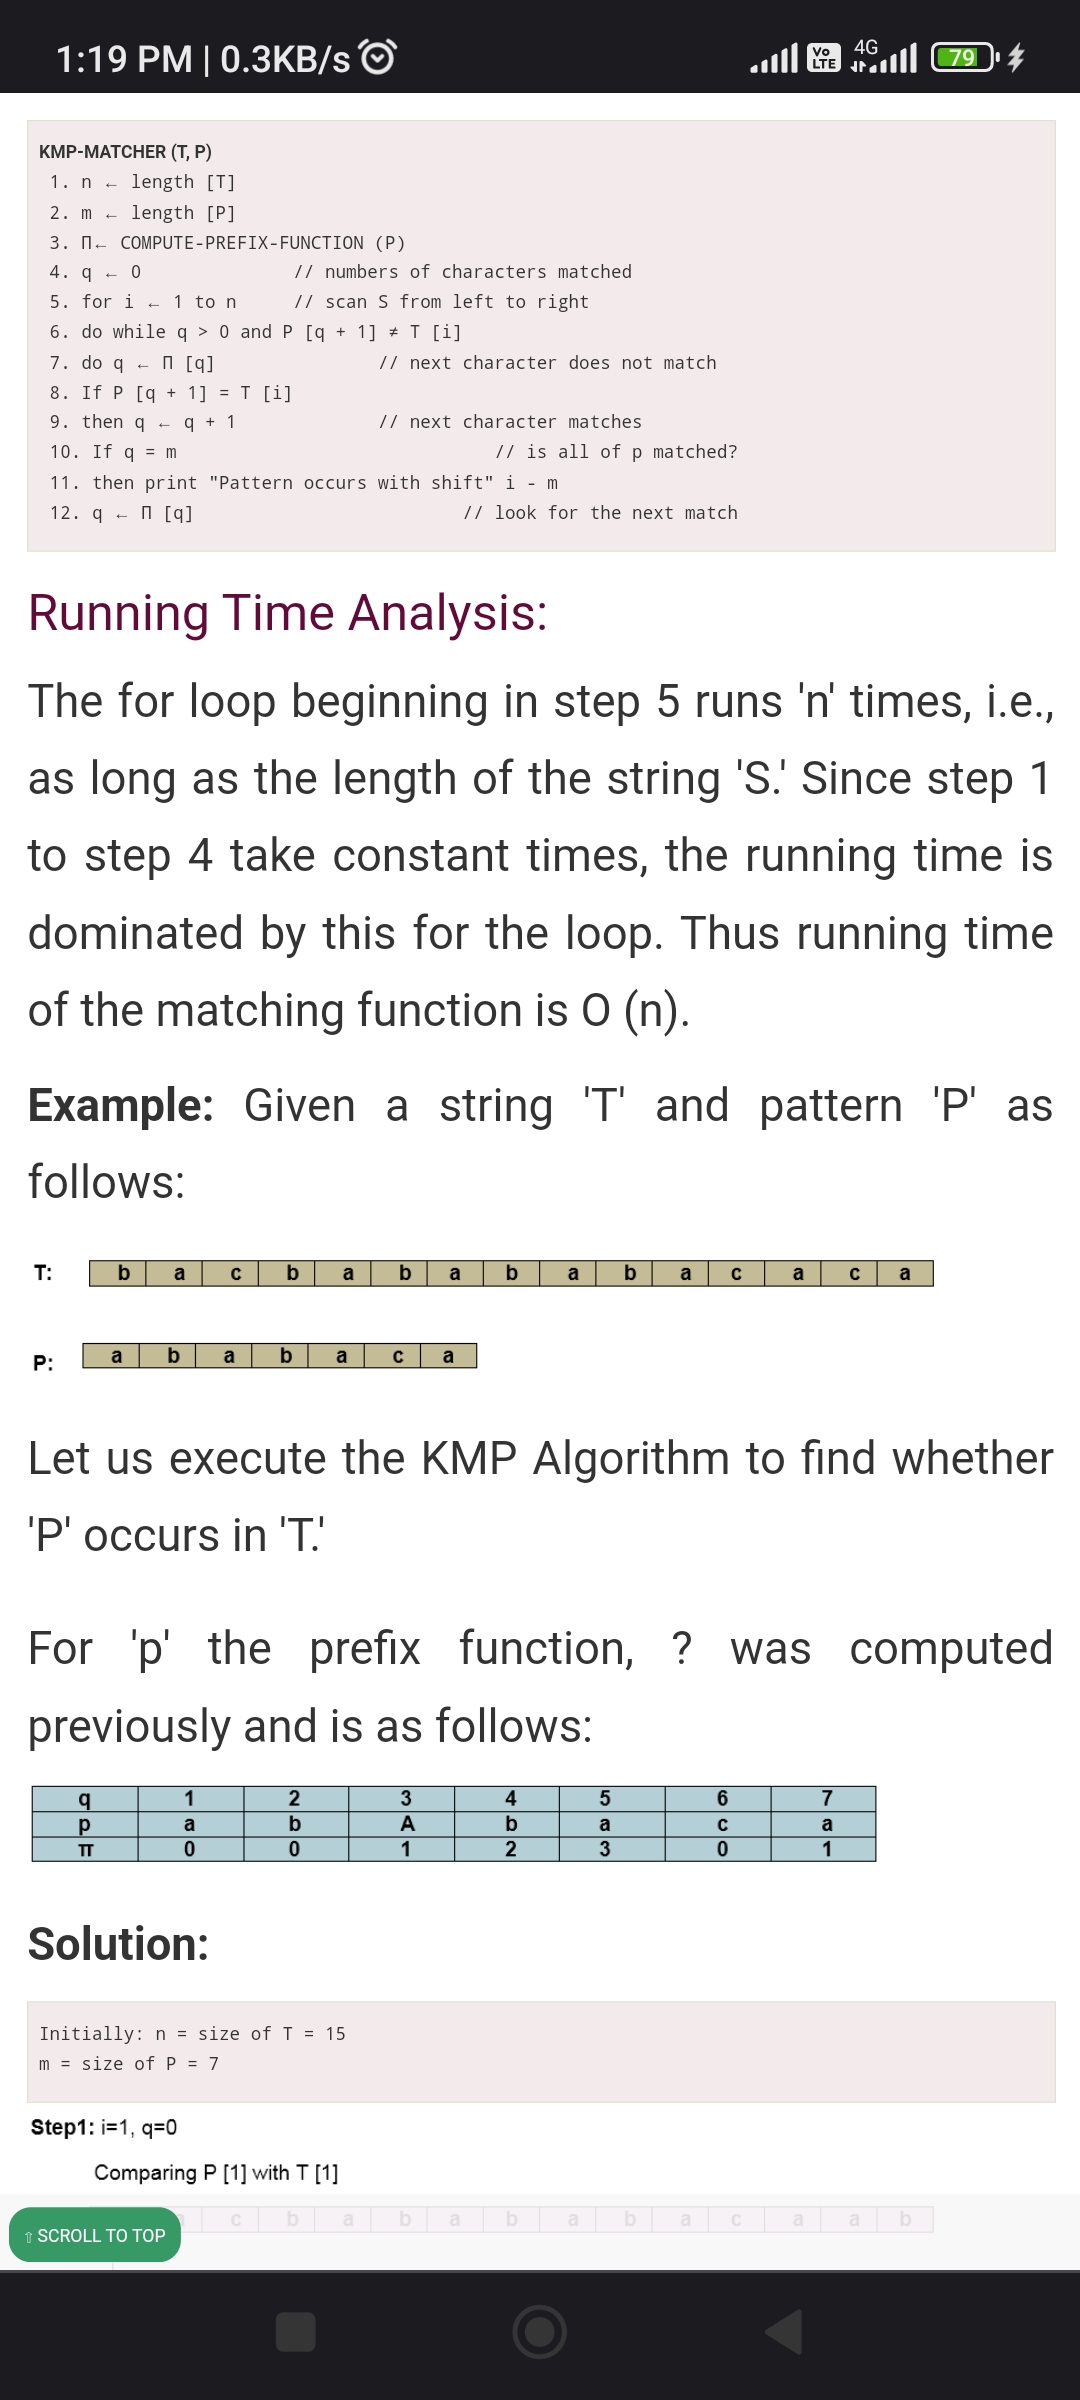 1:19 PM | 0.3KB/s
Vo LTE 4G 79
KMP-MATCHER (T, P)
1. n ← length [T]
2. m ← length [P]
3. Π← COMPUTE-PREFIX-FUNCTION (P)
4. q ← 0 // numbers of characters matched
5. for i ← 1 to n // scan S from left to right
6. do while q > 0 and P [q + 1] ≠ T [i]
7. do q ← Π [q] // next character does not match
8. If P [q + 1] = T [i]
9. then q ← q + 1 // next character matches
10. If q = m // is all of p matched?
11. then print "Pattern occurs with shift" i - m
12. q ← Π [q] // look for the next match
Running Time Analysis:
The for loop beginning in step 5 runs 'n' times, i.e.,
as long as the length of the string 'S.' Since step 1
to step 4 take constant times, the running time is
dominated by this for the loop. Thus running time
of the matching function is O (n).
Example: Given a string 'T' and pattern 'P' as
follows:
T: b a c b a b a b a b a c a c a
P: a b a b a c a
Let us execute the KMP Algorithm to find whether
'P' occurs in 'T.'
For 'p' the prefix function, ? was computed
previously and is as follows:
q 1 2 3 4 5 6 7
p a b A b a c a
π 0 0 1 2 3 0 1
Solution:
Initially: n = size of T = 15
m = size of P = 7
Step1: i=1, q=0
Comparing P [1] with T [1]
c b a b a b a b a c a a b
⇧ SCROLL TO TOP